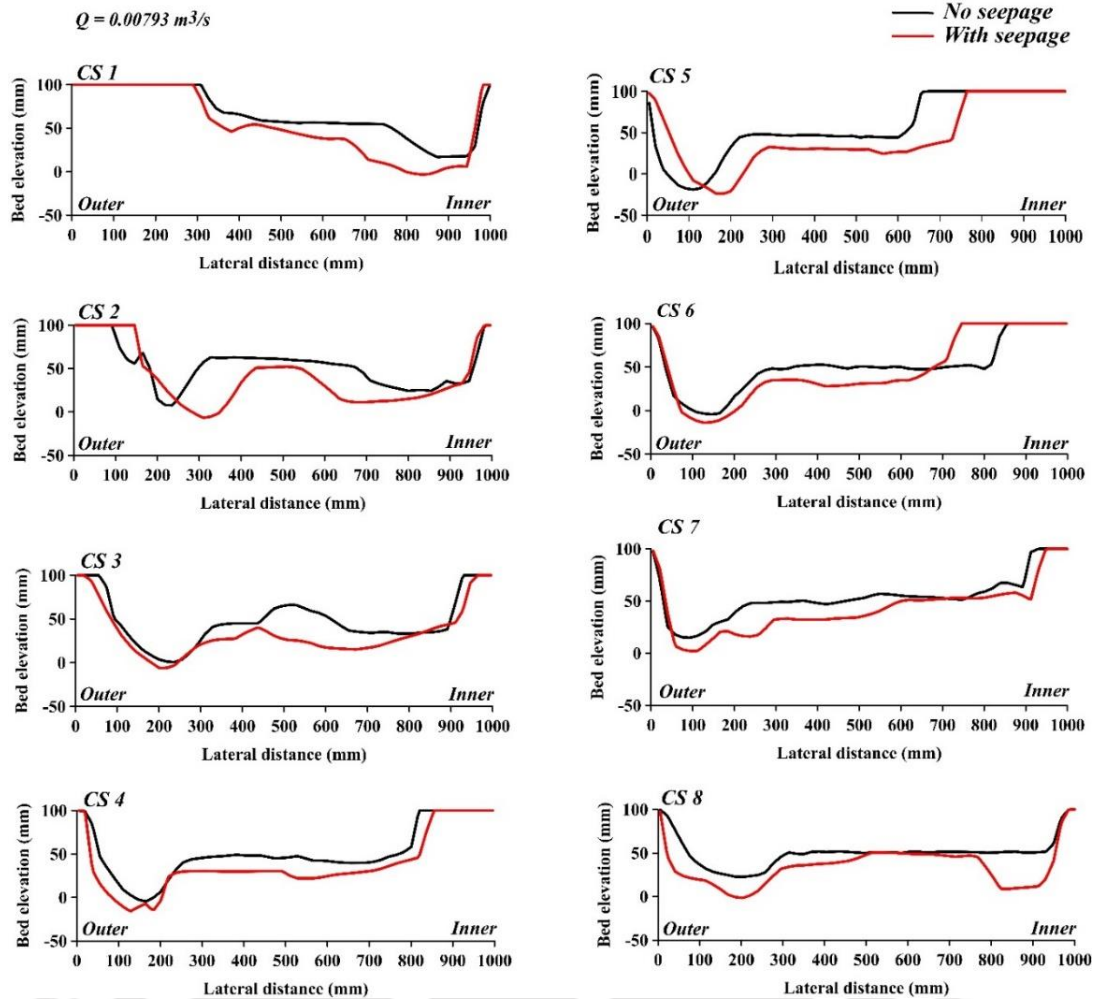 Q = 0.00793 m³/s
No seepage
With seepage
CS 1
Bed elevation (mm)
100
50
0
-50
Outer
Inner
0 100 200 300 400 500 600 700 800 900 1000
Lateral distance (mm)
CS 5
Bed elevation (mm)
100
50
0
-50
Outer
Inner
0 100 200 300 400 500 600 700 800 900 1000
Lateral distance (mm)
CS 2
Bed elevation (mm)
100
50
0
-50
Outer
Inner
0 100 200 300 400 500 600 700 800 900 1000
Lateral distance (mm)
CS 6
Bed elevation (mm)
100
50
0
-50
Outer
Inner
0 100 200 300 400 500 600 700 800 900 1000
Lateral distance (mm)
CS 3
Bed elevation (mm)
100
50
0
-50
Outer
Inner
0 100 200 300 400 500 600 700 800 900 1000
Lateral distance (mm)
CS 7
Bed elevation (mm)
100
50
0
-50
Outer
Inner
0 100 200 300 400 500 600 700 800 900 1000
Lateral distance (mm)
CS 4
Bed elevation (mm)
100
50
0
-50
Outer
Inner
0 100 200 300 400 500 600 700 800 900 1000
Lateral distance (mm)
CS 8
Bed elevation (mm)
100
50
0
-50
Outer
Inner
0 100 200 300 400 500 600 700 800 900 1000
Lateral distance (mm)